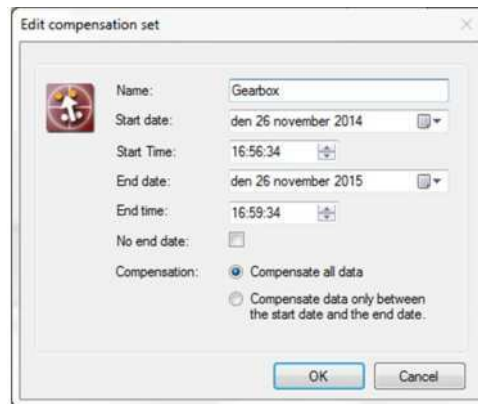 Edit compensation set
Name: Gearbox
Start date: den 26 november 2014
Start Time: 16:56:34
End date: den 26 november 2015
End time: 16:59:34
No end date:
Compensation: Compensate all data
Compensate data only between
the start date and the end date.
OK Cancel